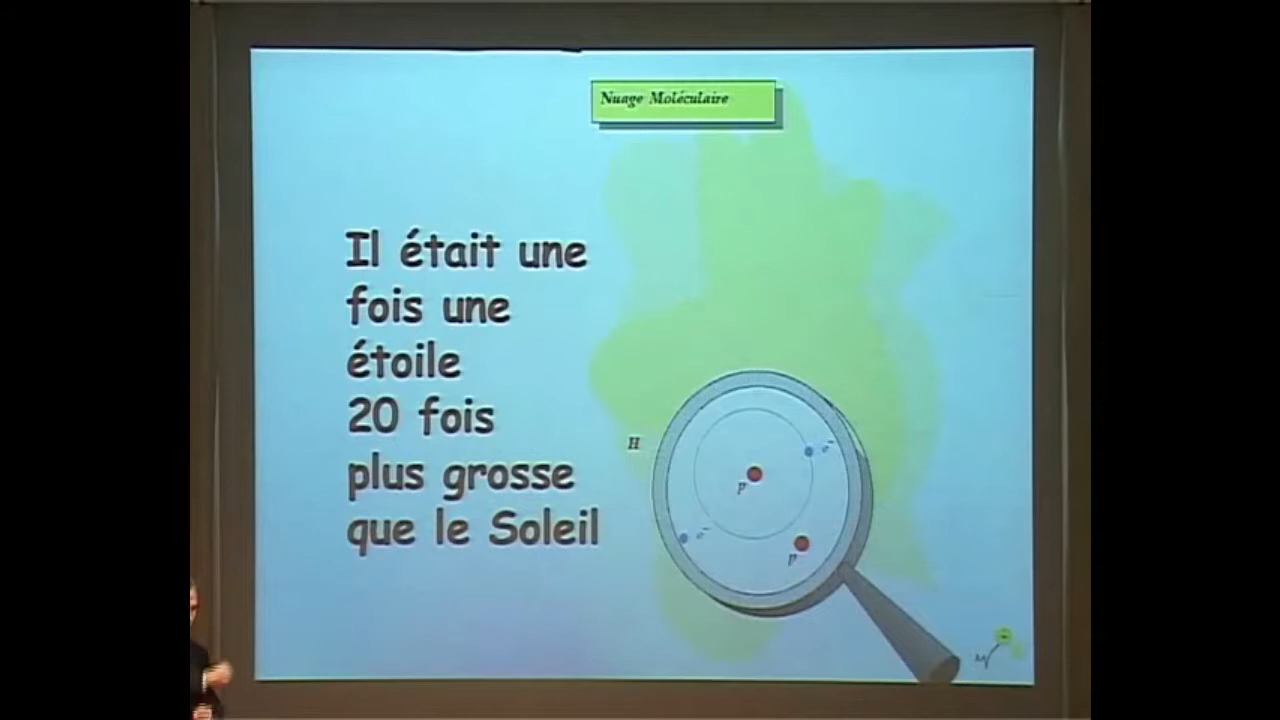 Nuage Moléculaire
Il était une
fois une
étoile
20 fois
plus grosse
que le Soleil
H
e⁻
p
e⁻
p